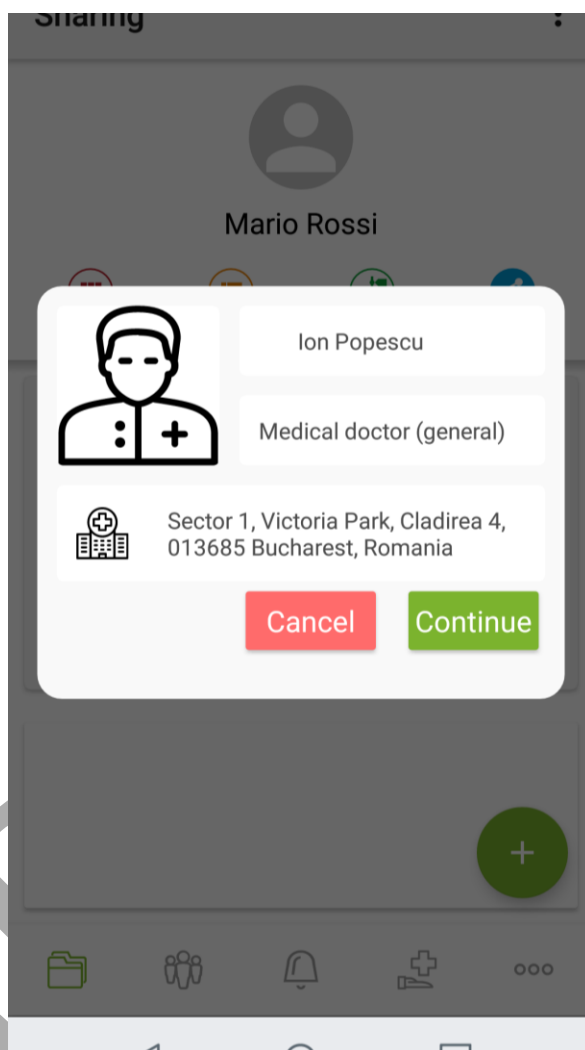 Sharing
Mario Rossi
Ion Popescu
Medical doctor (general)
Sector 1, Victoria Park, Cladirea 4,
013685 Bucharest, Romania
Cancel
Continue